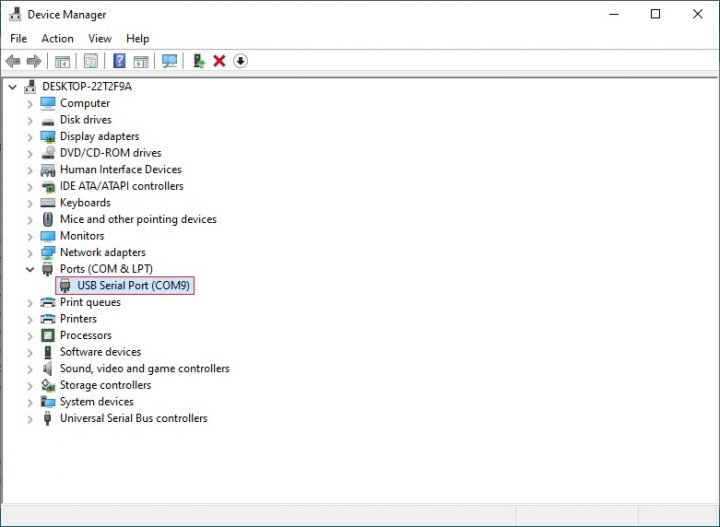 Device Manager
File Action View Help
DESKTOP-22T2F9A
Computer
Disk drives
Display adapters
DVD/CD-ROM drives
Human Interface Devices
IDE ATA/ATAPI controllers
Keyboards
Mice and other pointing devices
Monitors
Network adapters
Ports (COM & LPT)
USB Serial Port (COM9)
Print queues
Printers
Processors
Software devices
Sound, video and game controllers
Storage controllers
System devices
Universal Serial Bus controllers